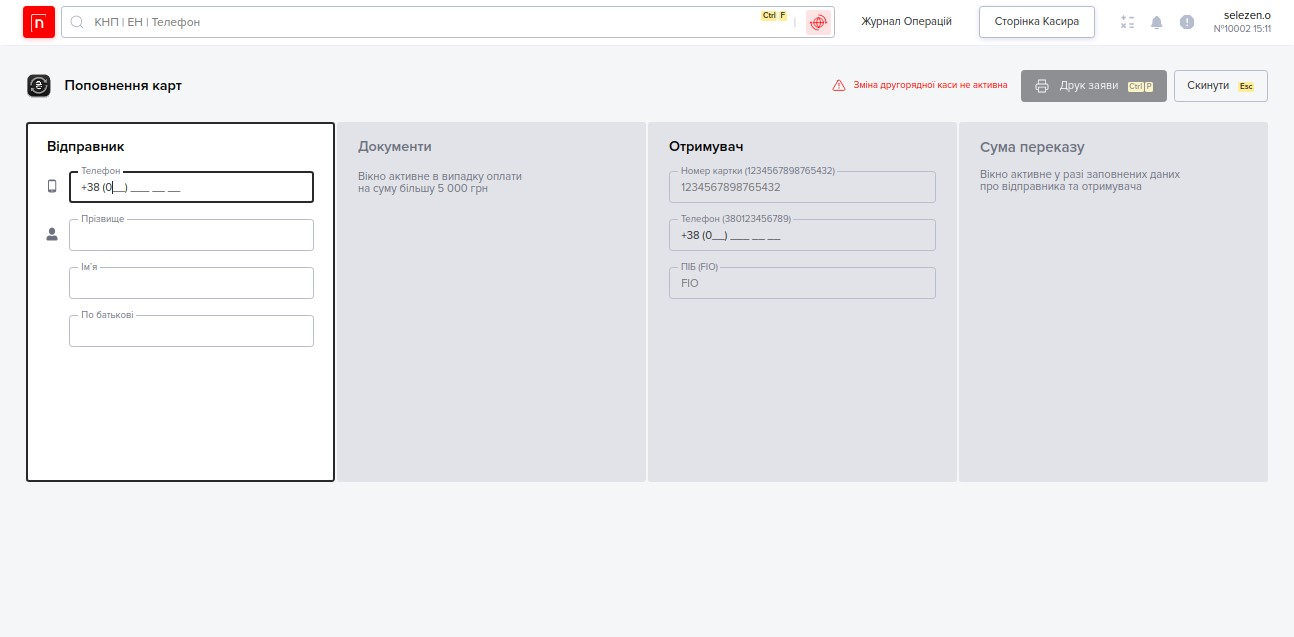 КНП | ЕН | Телефон
Ctrl F
Журнал Операцій
Сторінка Касира
selezen.o
№10002 15:11
Поповнення карт
Зміна другорядної каси не активна
Друк заяви Ctrl P
Скинути Esc
Відправник
Телефон
+38 (0__) ___ __ __
Прізвище
Ім'я
По батькові
Документи
Вікно активне в випадку оплати
на суму більшу 5 000 грн
Отримувач
Номер картки (1234567898765432)
1234567898765432
Телефон (380123456789)
+38 (0__) ___ __ __
ПІБ (FIO)
FIO
Сума переказу
Вікно активне у разі заповнених даних
про відправника та отримувача